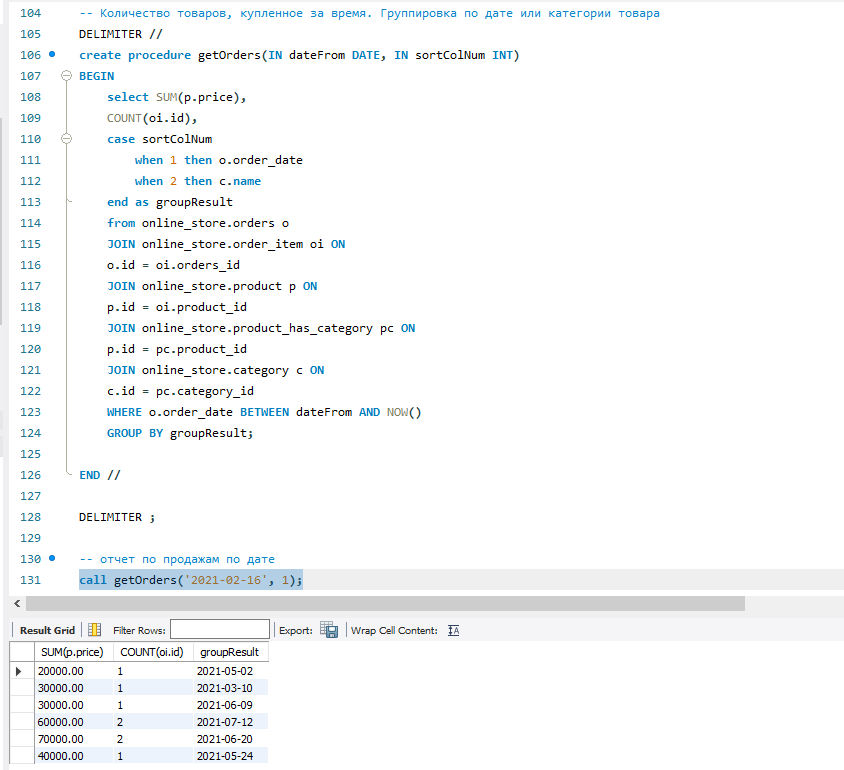 104 -- Количество товаров, купленное за время. Группировка по дате или категории товара
105 DELIMITER //
106 create procedure getOrders(IN dateFrom DATE, IN sortColNum INT)
107 BEGIN
108 select SUM(p.price),
109 COUNT(oi.id),
110 case sortColNum
111 when 1 then o.order_date
112 when 2 then c.name
113 end as groupResult
114 from online_store.orders o
115 JOIN online_store.order_item oi ON
116 o.id = oi.orders_id
117 JOIN online_store.product p ON
118 p.id = oi.product_id
119 JOIN online_store.product_has_category pc ON
120 p.id = pc.product_id
121 JOIN online_store.category c ON
122 c.id = pc.category_id
123 WHERE o.order_date BETWEEN dateFrom AND NOW()
124 GROUP BY groupResult;
125
126 END //
127
128 DELIMITER ;
129
130 -- отчет по продажам по дате
131 call getOrders('2021-02-16', 1);
Result Grid Filter Rows: Export: Wrap Cell Content:
SUM(p.price) COUNT(oi.id) groupResult
20000.00 1 2021-05-02
30000.00 1 2021-03-10
30000.00 1 2021-06-09
60000.00 2 2021-07-12
70000.00 2 2021-06-20
40000.00 1 2021-05-24